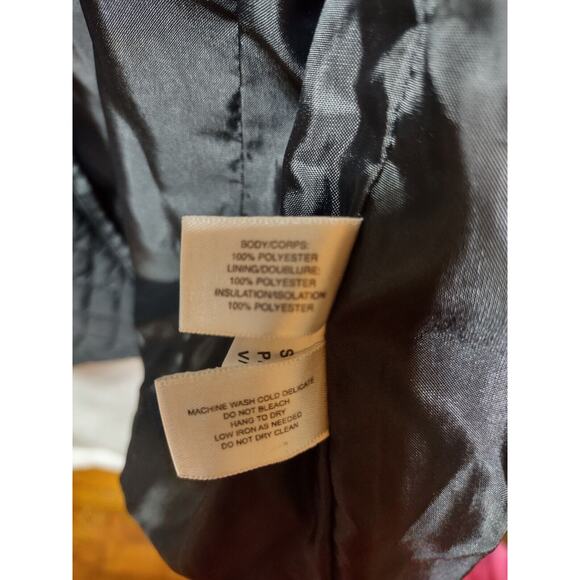 BODY/CORPS:
100% POLYESTER
LINING/DOUBLURE:
100% POLYESTER
INSULATION/ISOLATION
100% POLYESTER
S
P
V
MACHINE WASH COLD DELICATE
DO NOT BLEACH
HANG TO DRY
LOW IRON AS NEEDED
DO NOT DRY CLEAN